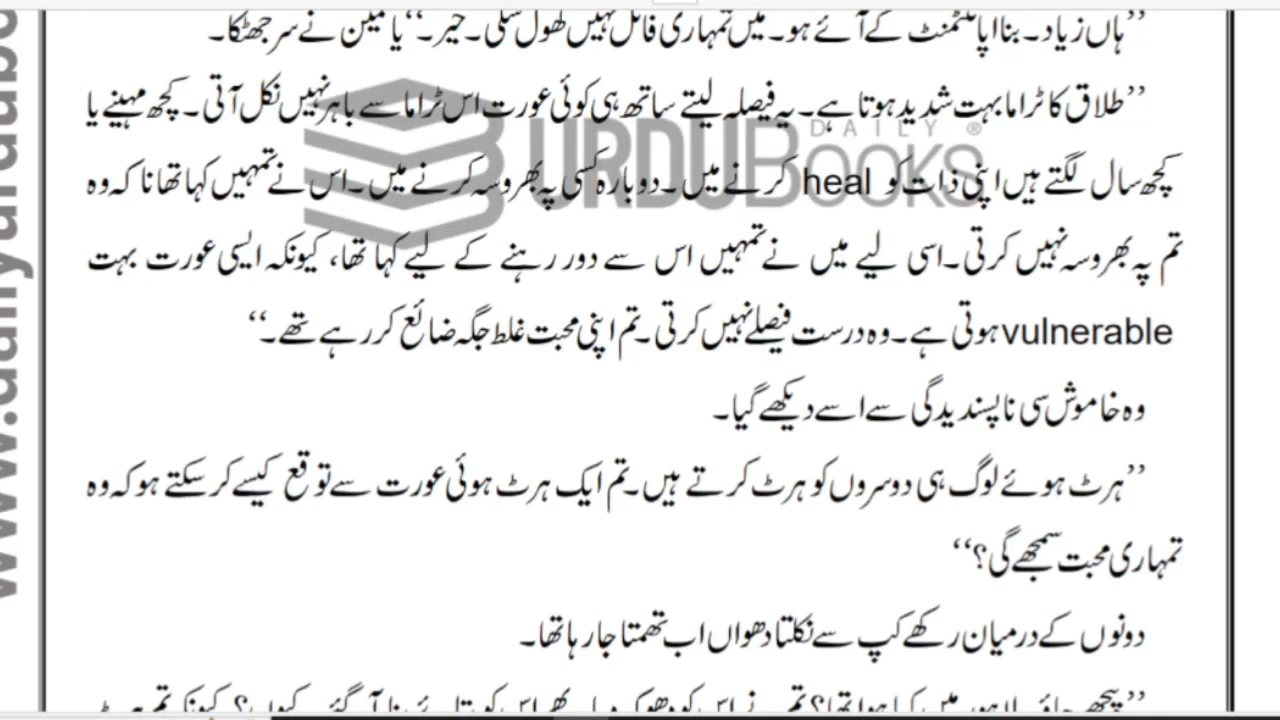 ’’ہاں زیاد۔ بنا اپائنٹمنٹ کے آئے ہو۔ میں تمہاری فائل نہیں کھول سکی۔ خیر۔‘‘ یامین نے سر جھٹکا۔
’’طلاق کا ٹراما بہت شدید ہوتا ہے۔ یہ فیصلہ لیتے ساتھ ہی کوئی عورت اس ٹراما سے باہر نہیں نکل آتی۔ کچھ مہینے یا
کچھ سال لگتے ہیں اپنی ذات کو heal کرنے میں۔ دوبارہ کسی پہ بھروسہ کرنے میں۔ اس نے تمہیں کہا تھا نا کہ وہ
تم پہ بھروسہ نہیں کرتی۔ اسی لیے میں نے تمہیں اس سے دور رہنے کے لیے کہا تھا، کیونکہ ایسی عورت بہت
vulnerable ہوتی ہے۔ وہ درست فیصلے نہیں کرتی۔ تم اپنی محبت غلط جگہ ضائع کر رہے تھے۔‘‘
وہ خاموش سی ناپسندیدگی سے اسے دیکھے گیا۔
’’ہرٹ ہوئے لوگ ہی دوسروں کو ہرٹ کرتے ہیں۔ تم ایک ہرٹ ہوئی عورت سے توقع کیسے کر سکتے ہو کہ وہ
تمہاری محبت سمجھے گی؟‘‘
دونوں کے درمیان رکھے کپ سے نکلتا دھواں اب تھمتا جا رہا تھا۔
DAILY ®
URDU BOOKS